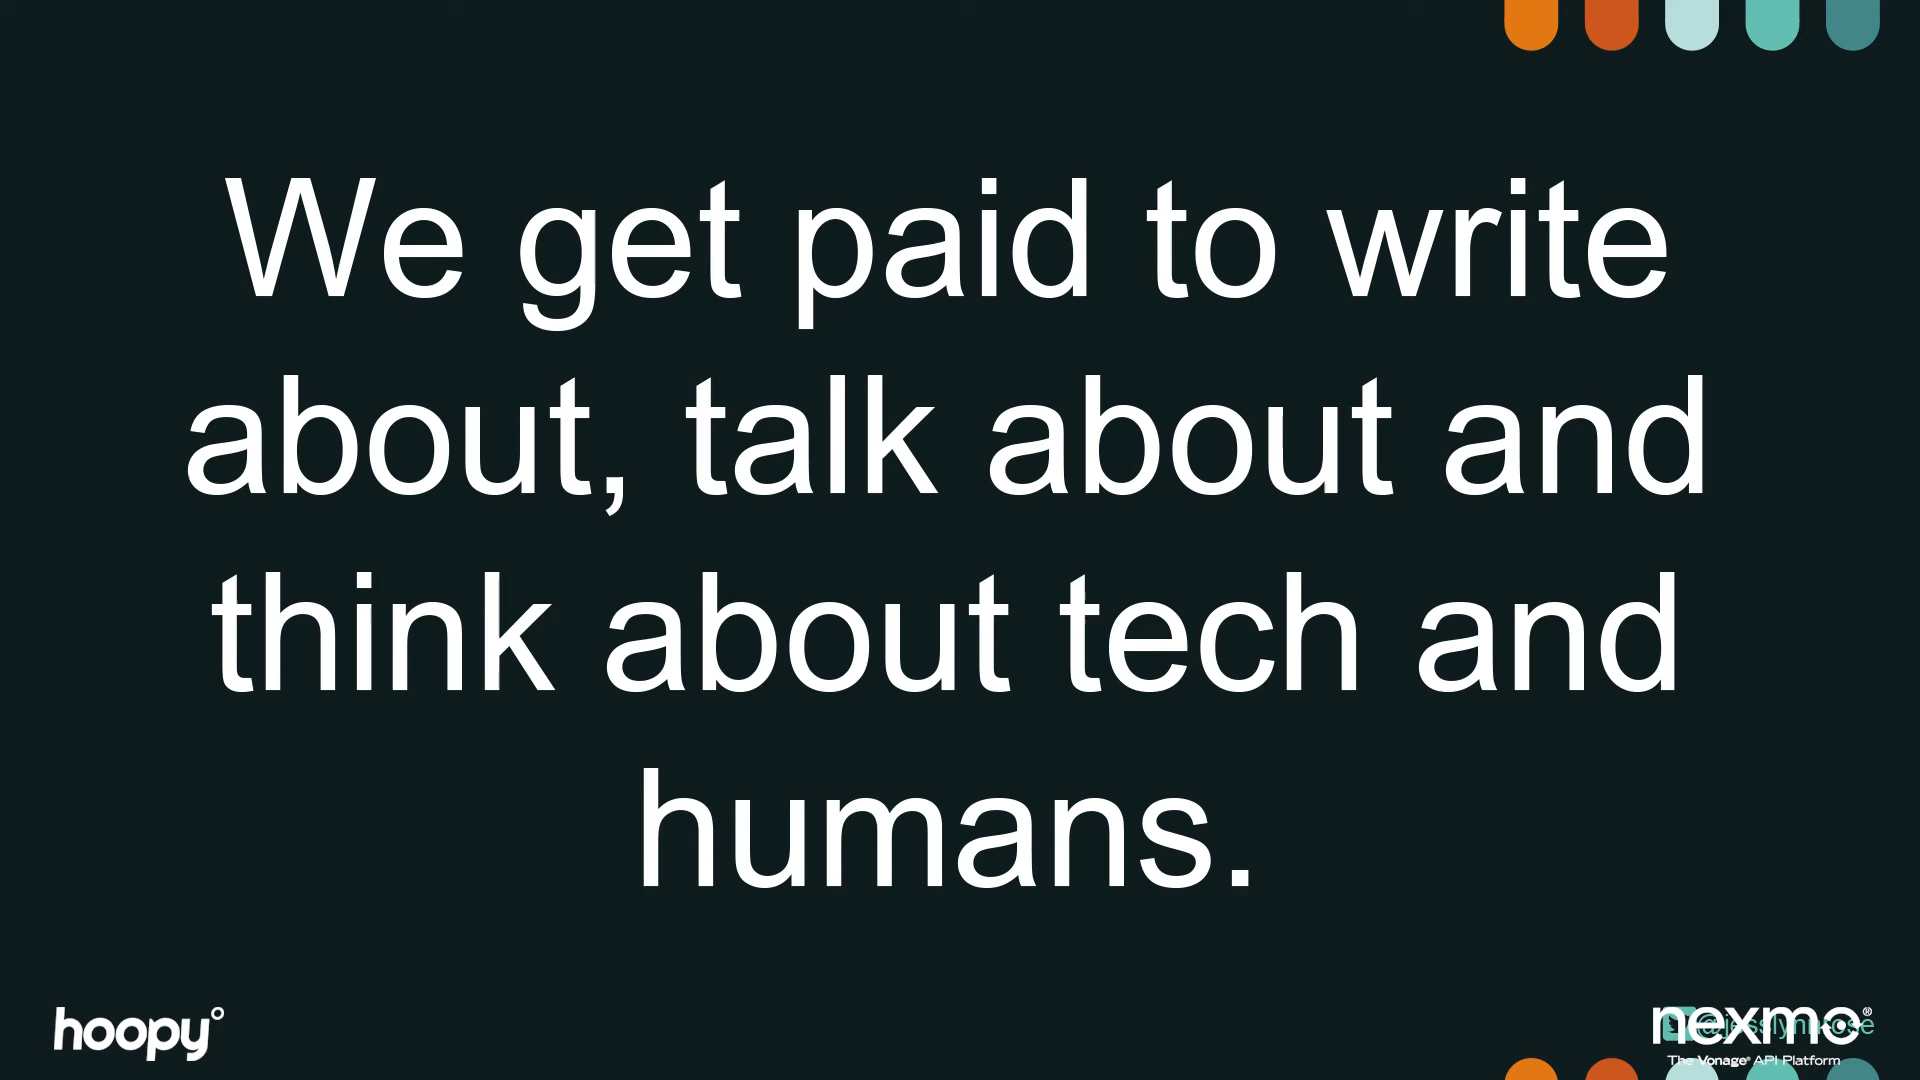 We get paid to write
about, talk about and
think about tech and
humans.
hoopy°
nexmo®
@jesslynnrose
The Vonage® API Platform